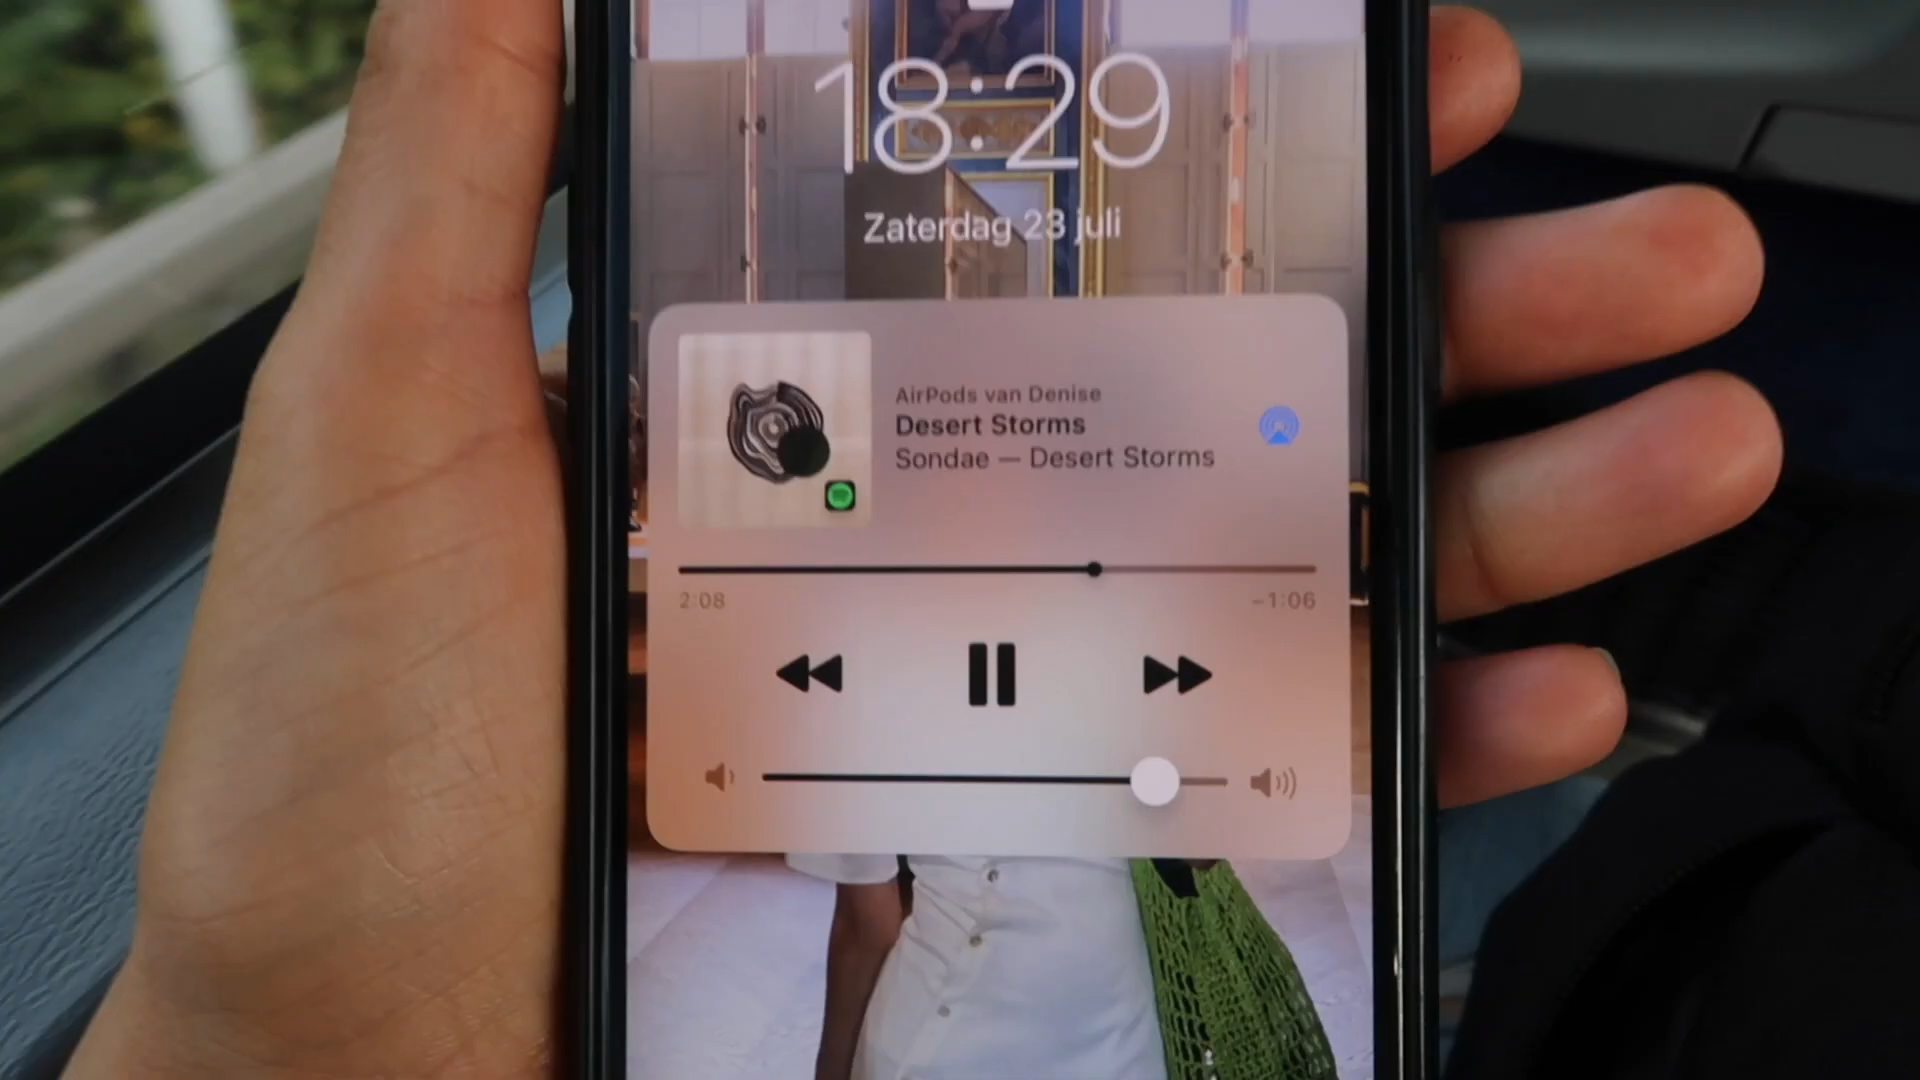 18:29
Zaterdag 23 juli
AirPods van Denise
Desert Storms
Sondae — Desert Storms
2:08
-1:06